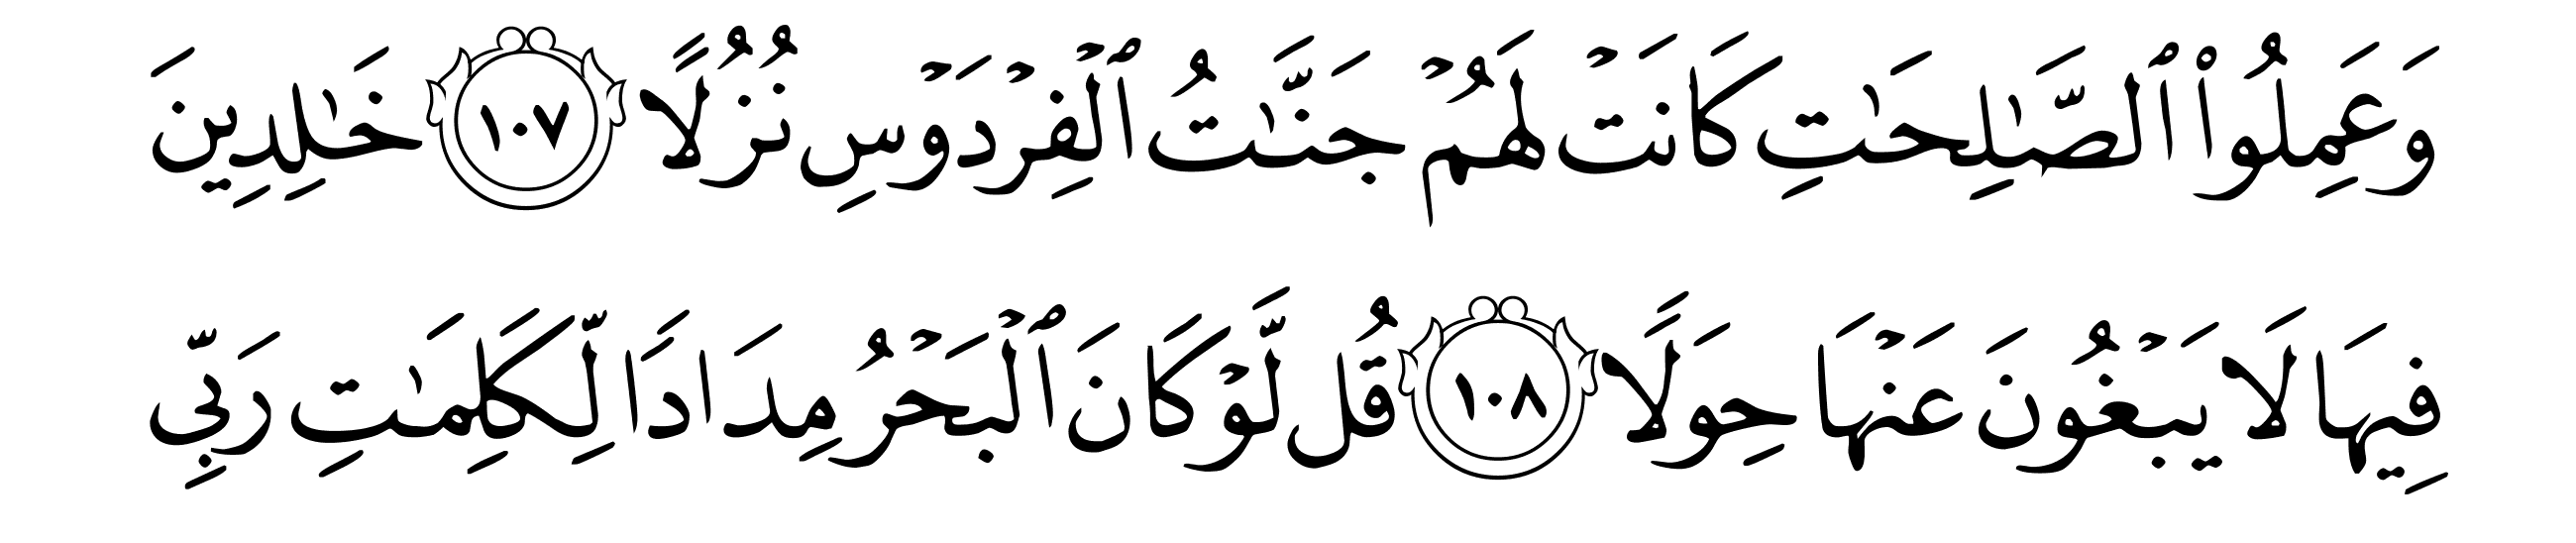 وَعَمِلُوا۟ ٱلصَّـٰلِحَـٰتِ كَانَتْ لَهُمْ جَنَّـٰتُ ٱلْفِرْدَوْسِ نُزُلًا ١٠٧ خَـٰلِدِينَ
فِيهَا لَا يَبْغُونَ عَنْهَا حِوَلًا ١٠٨ قُل لَّوْ كَانَ ٱلْبَحْرُ مِدَادًا لِّكَلِمَـٰتِ رَبِّى